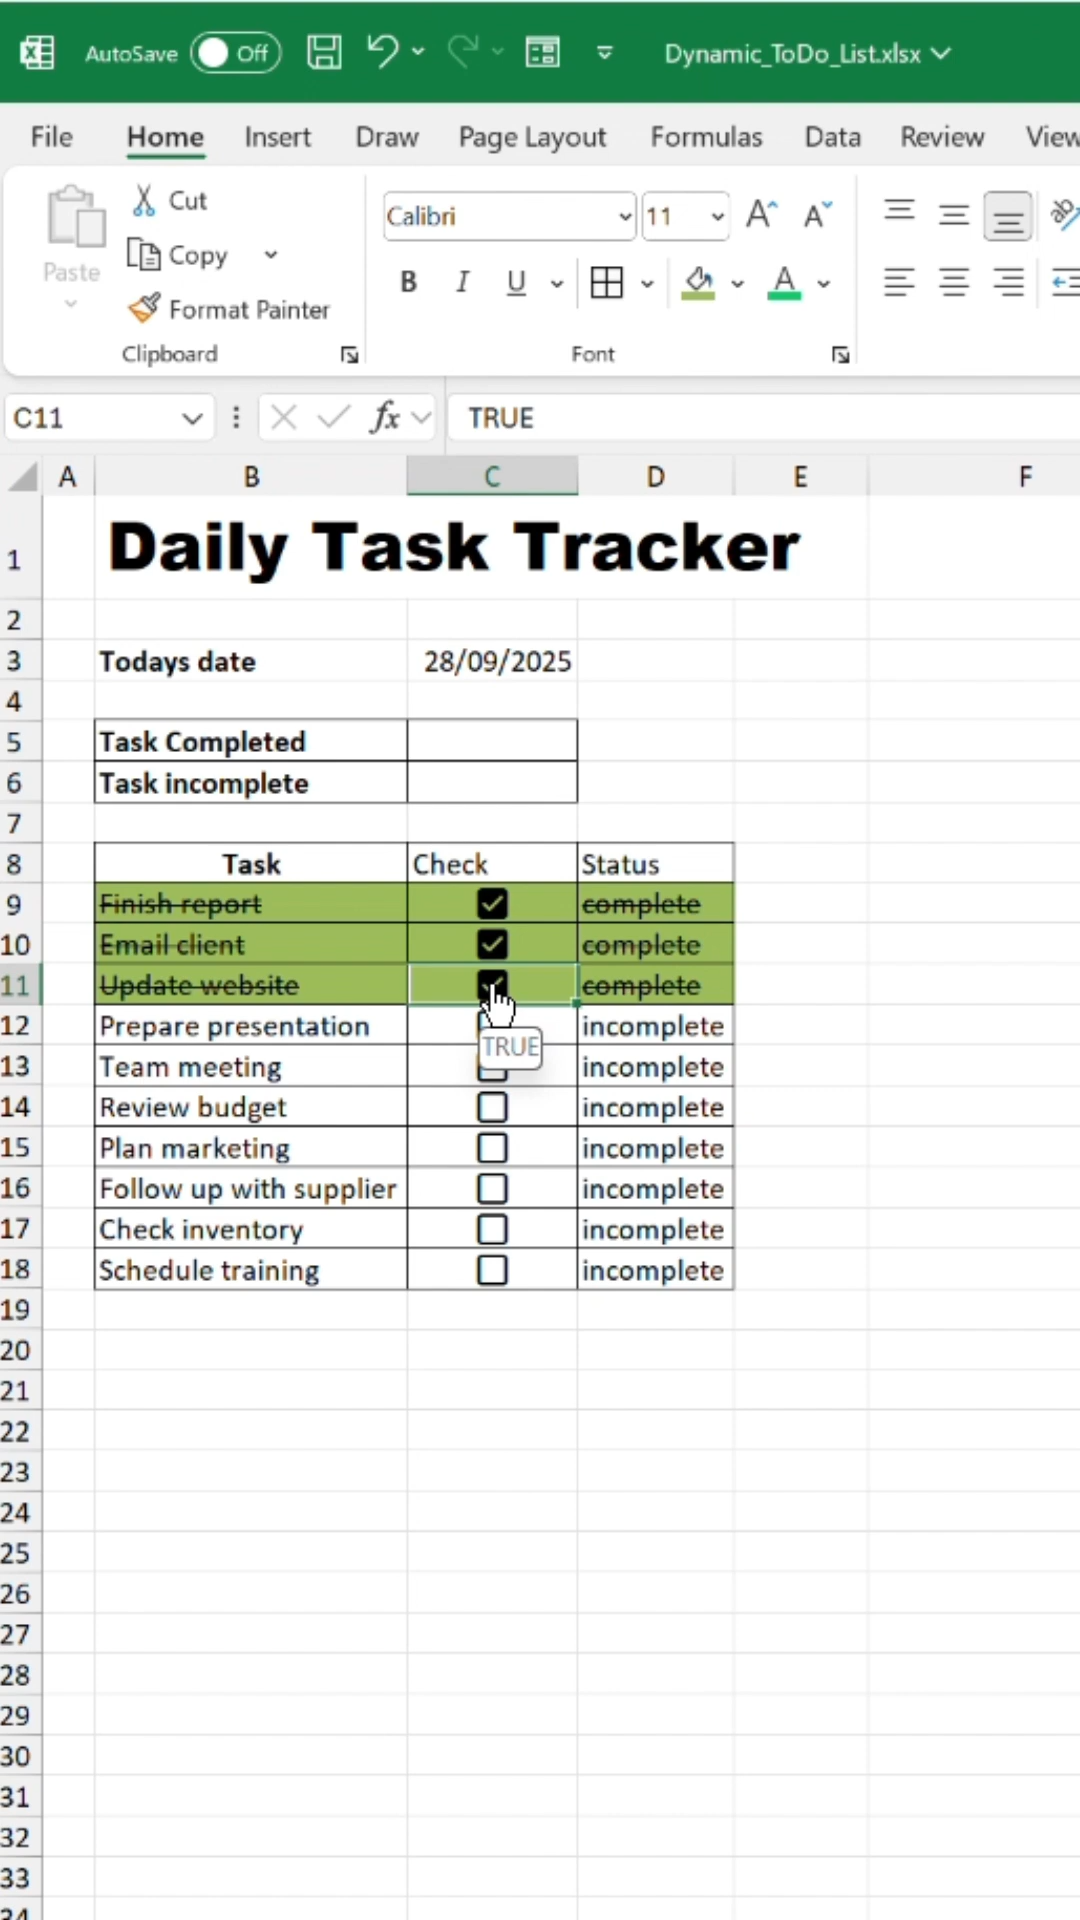 AutoSave Off Dynamic_ToDo_List.xlsx
File Home Insert Draw Page Layout Formulas Data Review View
Paste
Cut
Copy
Format Painter
Clipboard
Calibri 11
B I U A
Font
C11 fx TRUE
A B C D E F
1 Daily Task Tracker
2
3 Todays date 28/09/2025
4
5 Task Completed
6 Task incomplete
7
8 Task Check Status
9 Finish report complete
10 Email client complete
11 Update website complete
12 Prepare presentation incomplete
TRUE
13 Team meeting incomplete
14 Review budget incomplete
15 Plan marketing incomplete
16 Follow up with supplier incomplete
17 Check inventory incomplete
18 Schedule training incomplete
19
20
21
22
23
24
25
26
27
28
29
30
31
32
33
34